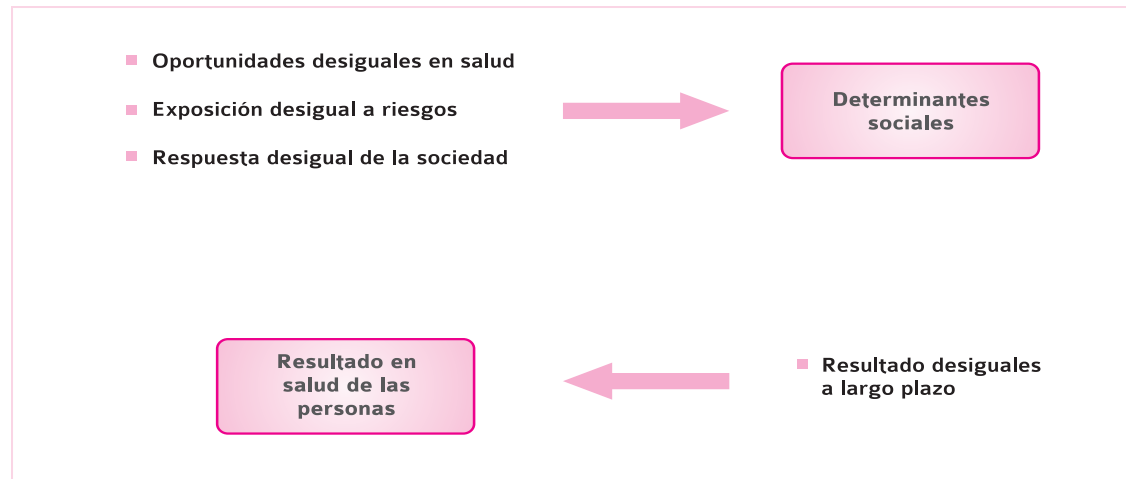 Oportunidades desiguales en salud
Exposición desigual a riesgos
Respuesta desigual de la sociedad
Determinantes
sociales
Resultado en
salud de las
personas
Resultado desiguales
a largo plazo